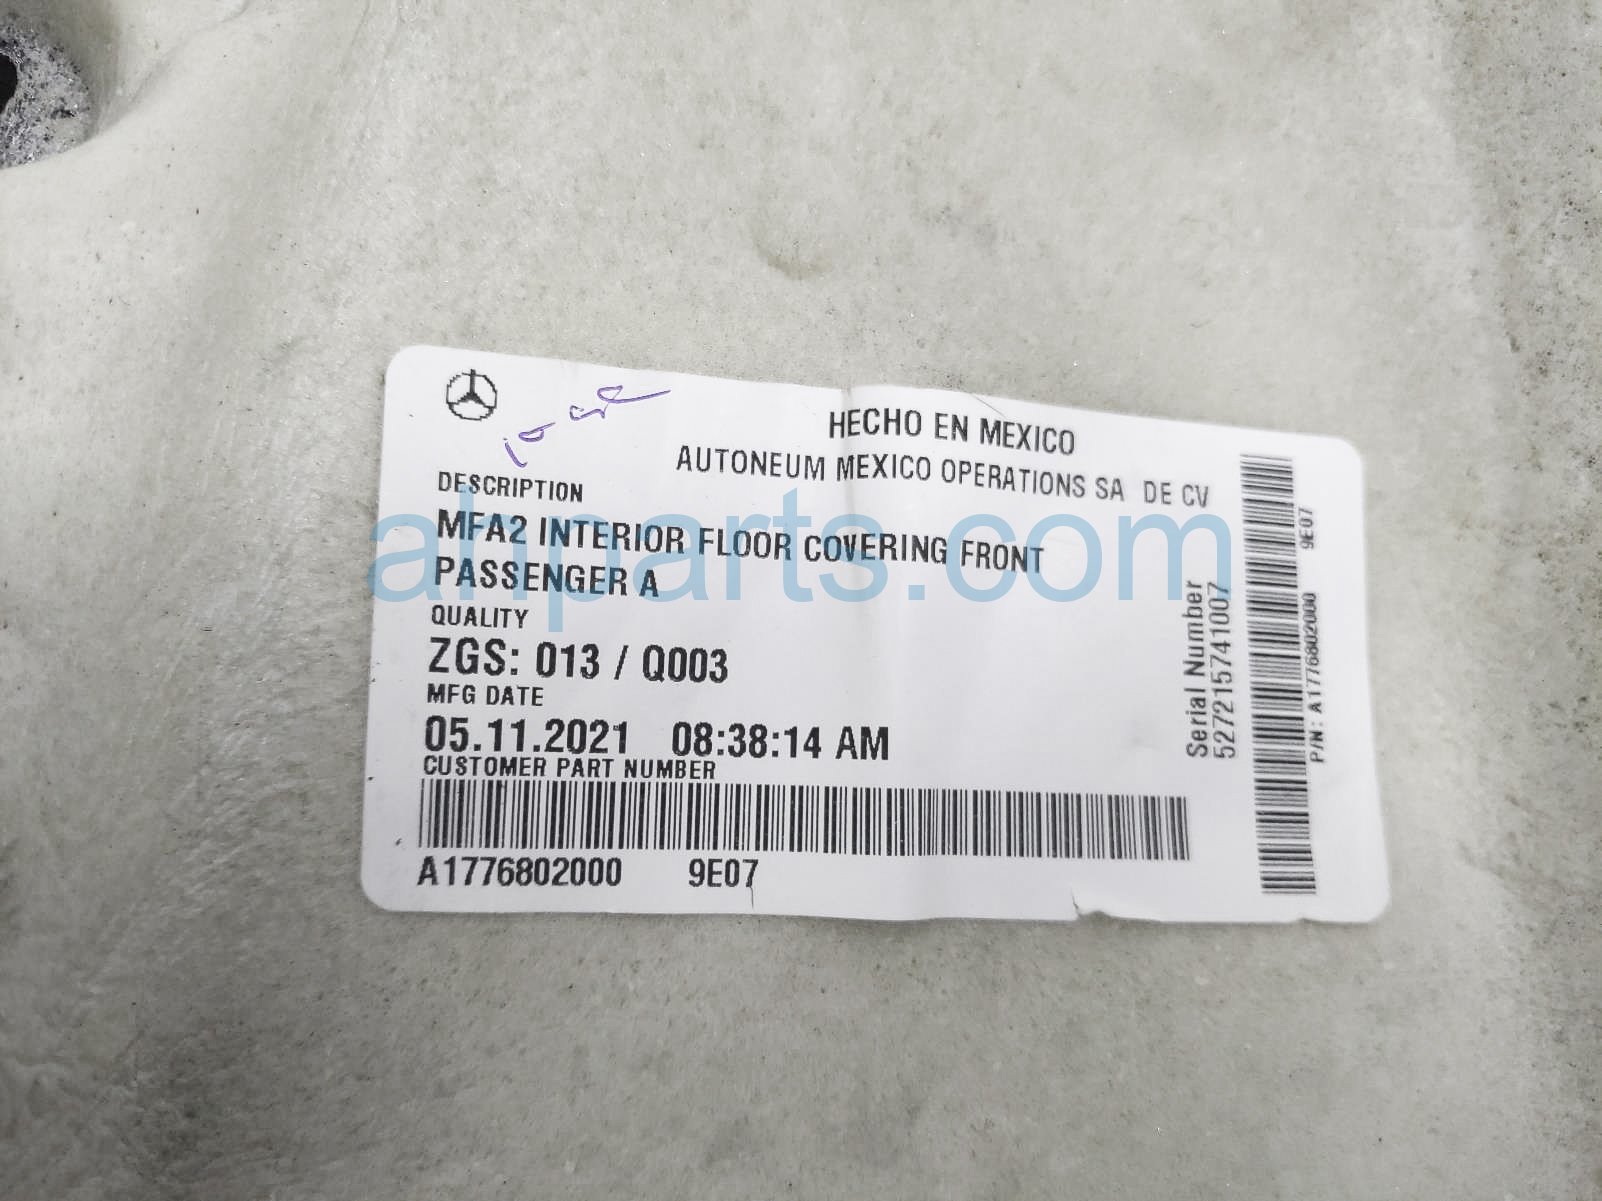 HECHO EN MEXICO
AUTONEUM MEXICO OPERATIONS SA DE CV
DESCRIPTION
MFA2 INTERIOR FLOOR COVERING FRONT
PASSENGER A
QUALITY
ZGS: 013 / Q003
MFG DATE
05.11.2021 08:38:14 AM
CUSTOMER PART NUMBER
A1776802000 9E07
Serial Number
527215741007
P/N: A1776802000 9E07
ahparts.com